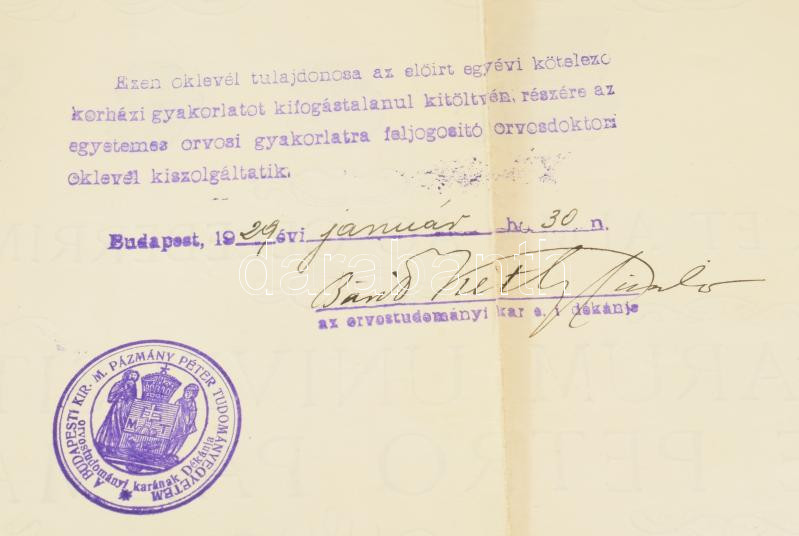 Ezen oklevél tulajdonosa az előirt egyévi kötelező
korházi gyakorlatot kifogástalanul kitöltvén, részére az
egyetemes orvosi gyakorlatra feljogositó orvosdoktori
oklevél kiszolgáltatik.
Budapest, 1929 évi január hó 30 n.
Báró Kétly
az orvostudományi kar e. i dékánja
A BUDAPESTI KIR. M. PÁZMÁNY PÉTER TUDOMÁNYEGYETEM
orvostudományi karának Dékánja
darabanth